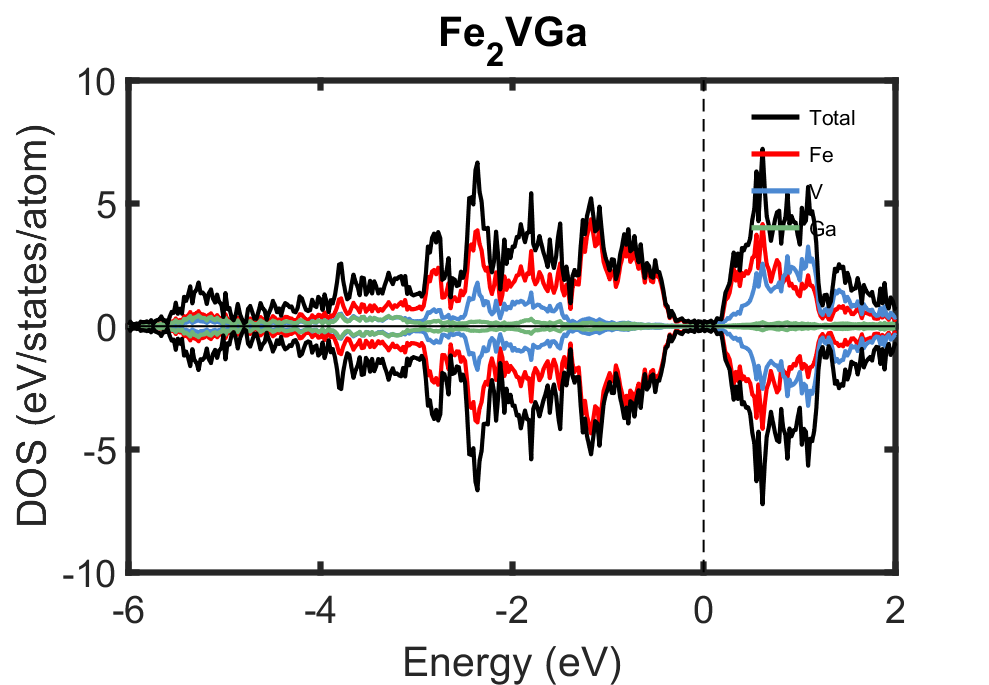 Fe2VGa
10
5
0
-5
-10
-6
-4
-2
0
2
DOS (eV/states/atom)
Energy (eV)
Total
Fe
V
Ga